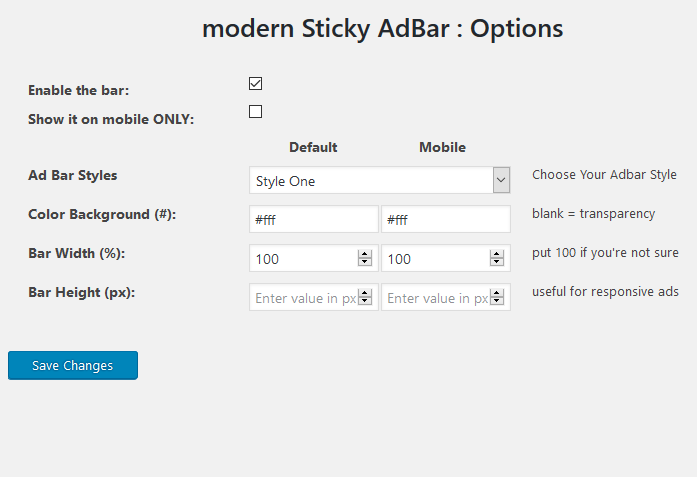 modern Sticky AdBar : Options
Enable the bar:
Show it on mobile ONLY:
Default Mobile
Ad Bar Styles Style One Choose Your Adbar Style
Color Background (#): #fff #fff blank = transparency
Bar Width (%): 100 100 put 100 if you're not sure
Bar Height (px): Enter value in px Enter value in px useful for responsive ads
Save Changes